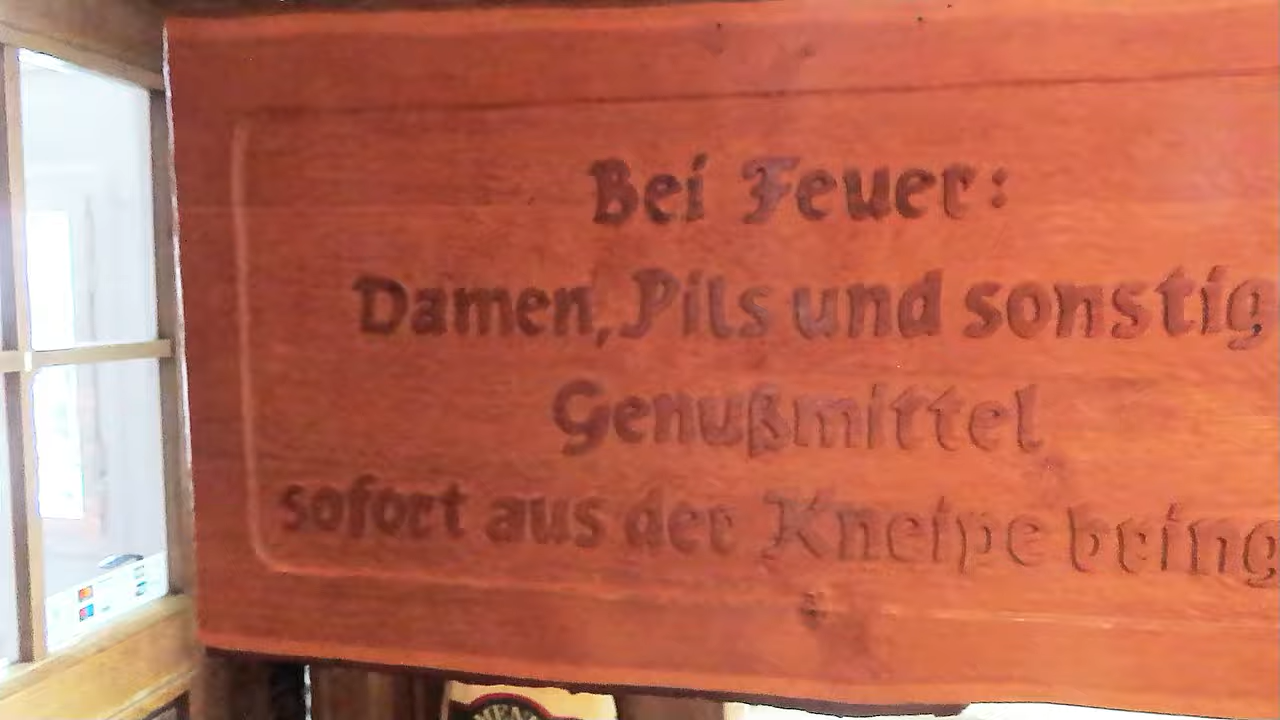 Bei Feuer:
Damen, Pils und sonstig
Genußmittel
sofort aus der Kneipe bring